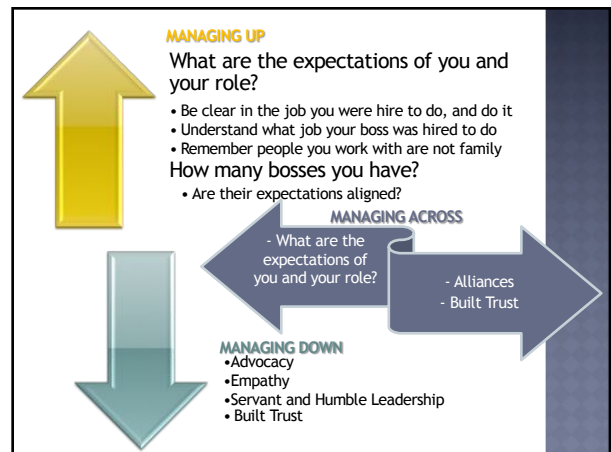 MANAGING UP
What are the expectations of you and
your role?
• Be clear in the job you were hire to do, and do it
• Understand what job your boss was hired to do
• Remember people you work with are not family
How many bosses you have?
• Are their expectations aligned?
MANAGING ACROSS
- What are the
expectations of
you and your role?
- Alliances
- Built Trust
MANAGING DOWN
•Advocacy
•Empathy
•Servant and Humble Leadership
• Built Trust